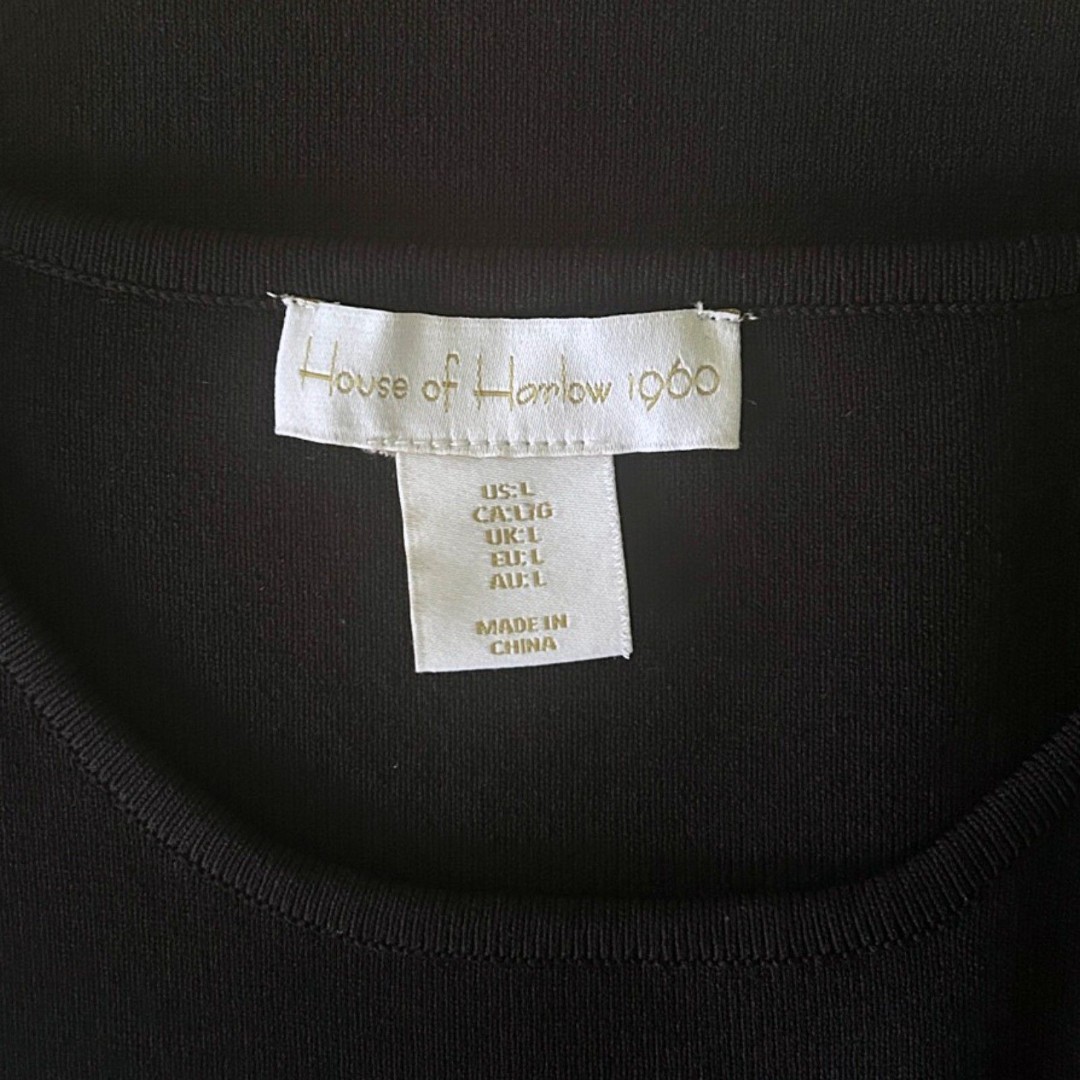 House of Harlow 1960
US: L
CA: L/G
UK: L
EU: L
AU: L
MADE IN
CHINA